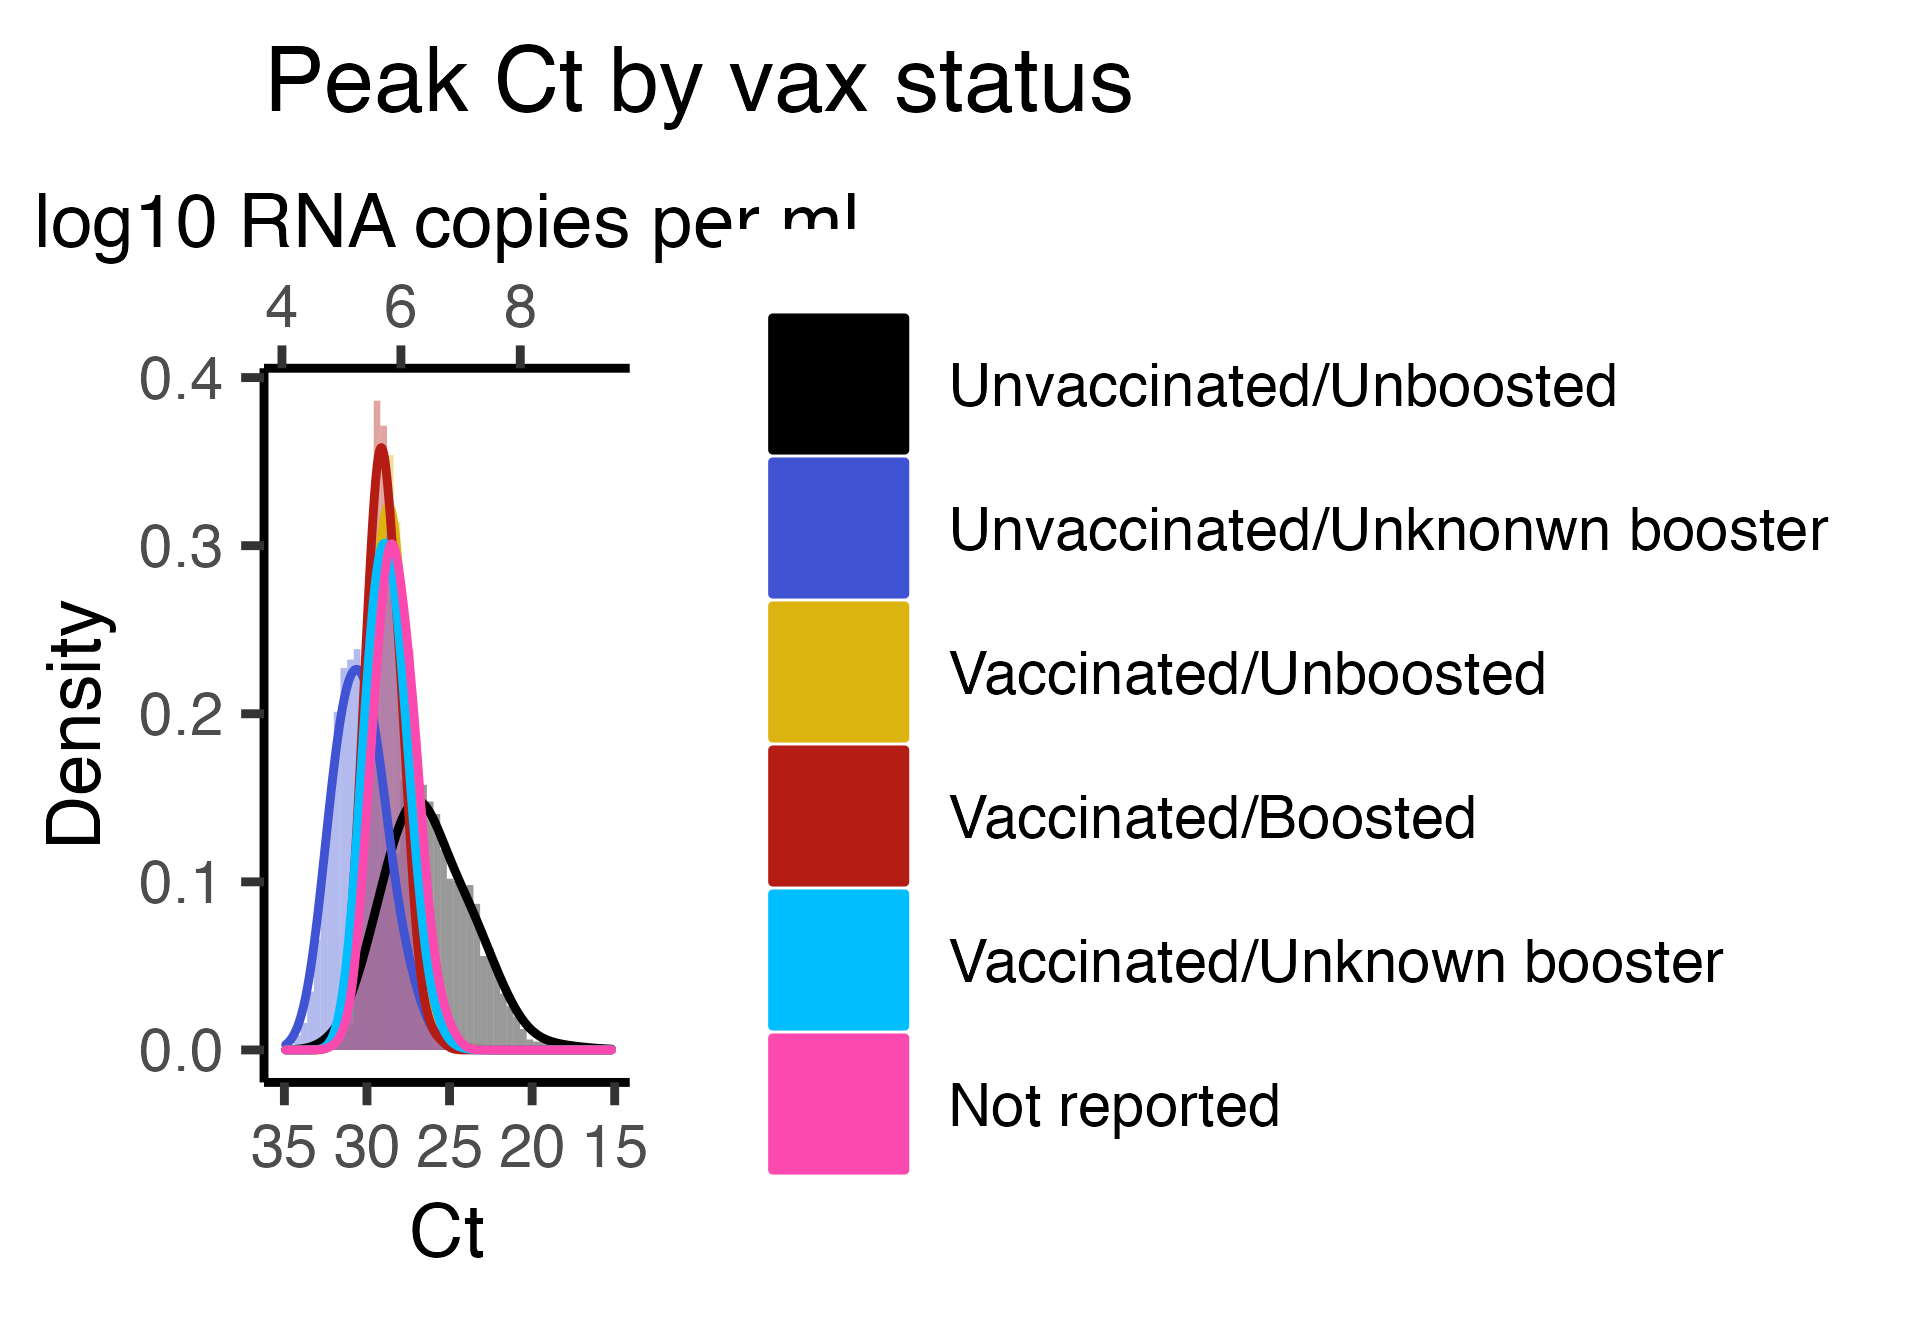 Peak Ct by vax status
log10 RNA copies per ml
4 6 8
0.4
0.3
0.2
0.1
0.0
Density
35 30 25 20 15
Ct
Unvaccinated/Unboosted
Unvaccinated/Unknonwn booster
Vaccinated/Unboosted
Vaccinated/Boosted
Vaccinated/Unknown booster
Not reported